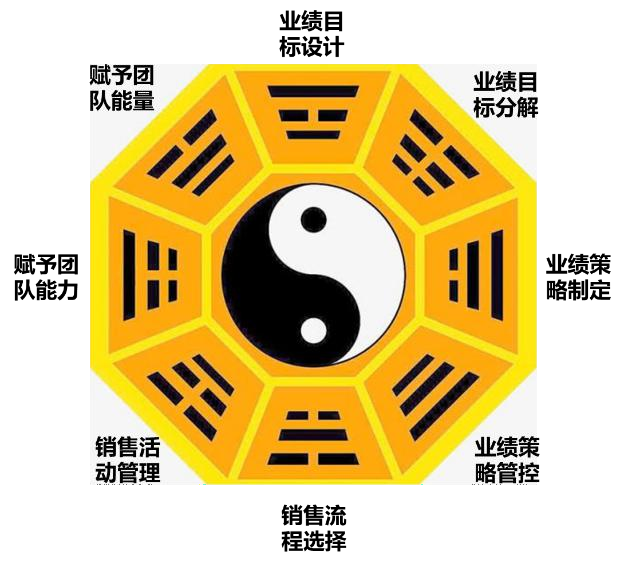 业绩目
标设计
赋予团
队能量
业绩目
标分解
赋予团
队能力
业绩策
略制定
销售活
动管理
业绩策
略管控
销售流
程选择